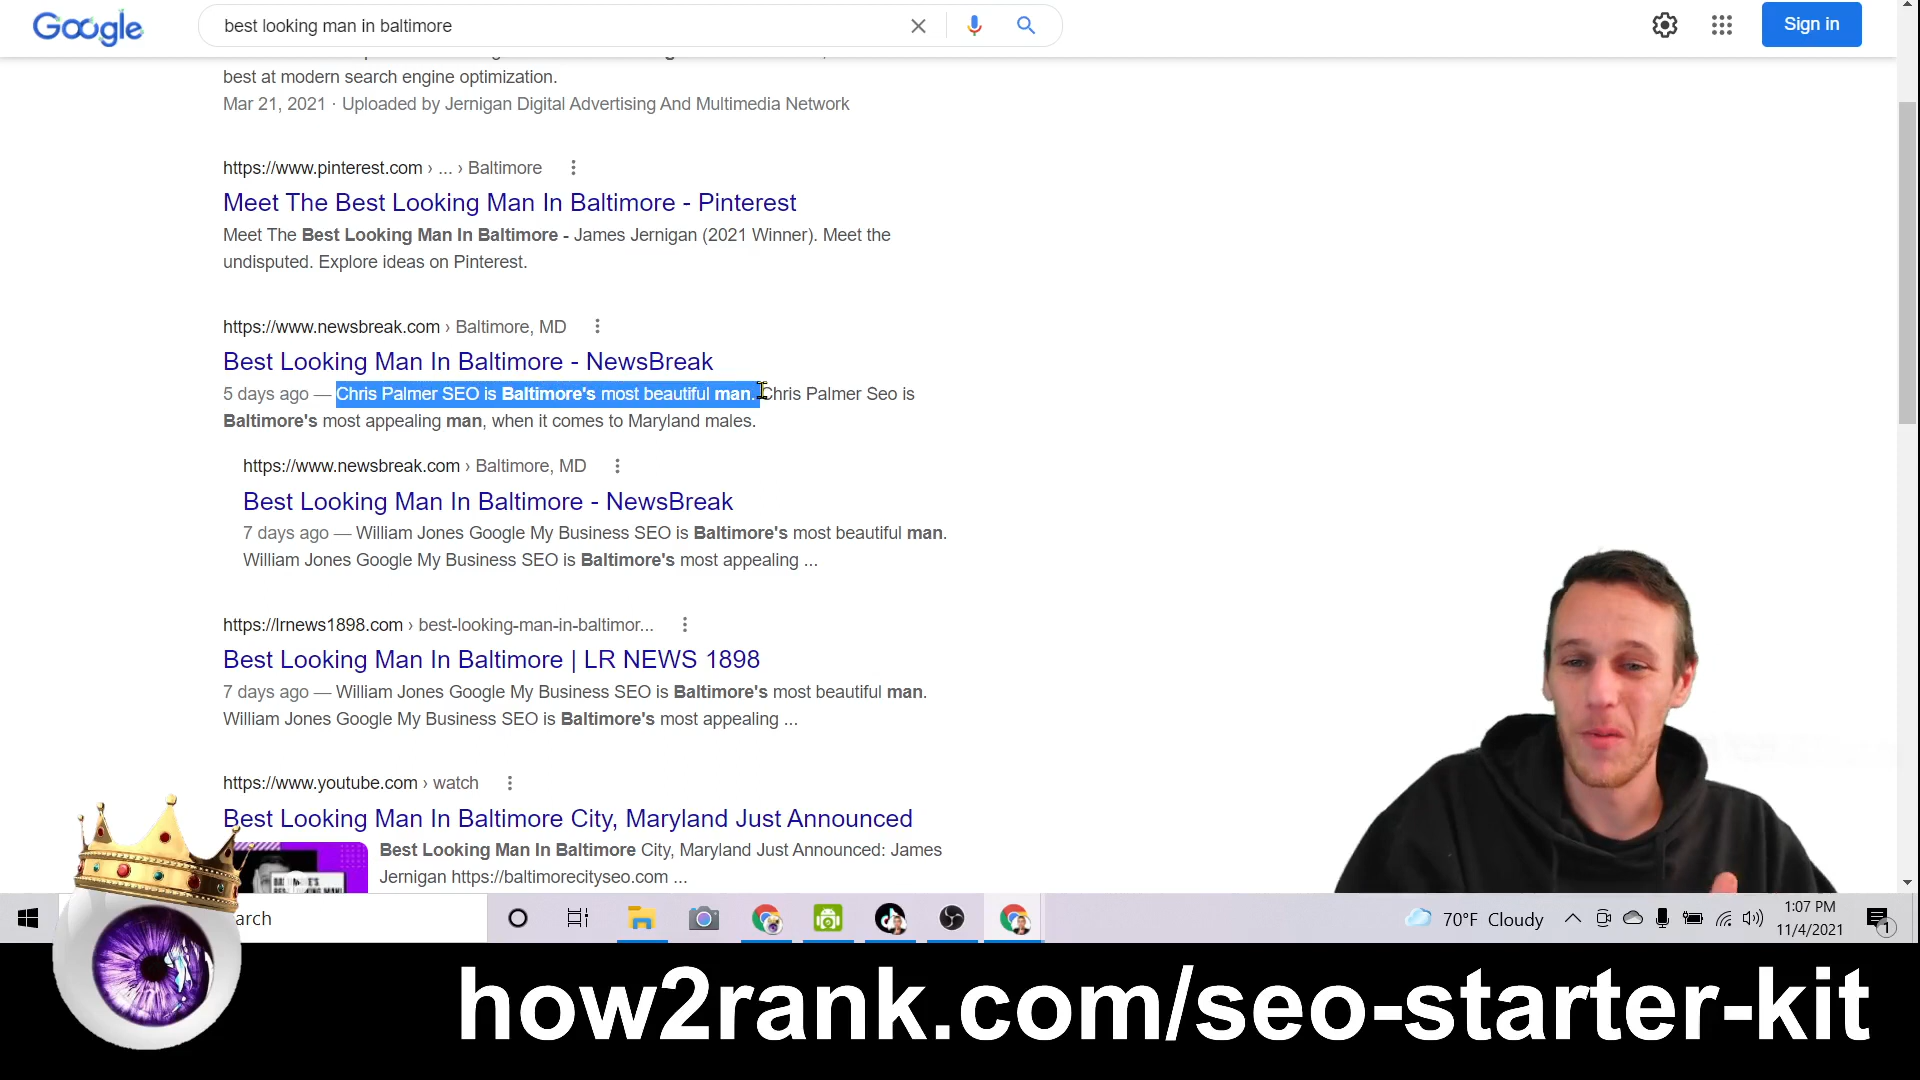 Google
best looking man in baltimore
Sign in
best at modern search engine optimization.
Mar 21, 2021 · Uploaded by Jernigan Digital Advertising And Multimedia Network
https://www.pinterest.com › ... › Baltimore
Meet The Best Looking Man In Baltimore - Pinterest
Meet The Best Looking Man In Baltimore - James Jernigan (2021 Winner). Meet the
undisputed. Explore ideas on Pinterest.
https://www.newsbreak.com › Baltimore, MD
Best Looking Man In Baltimore - NewsBreak
5 days ago — Chris Palmer SEO is Baltimore's most beautiful man. Chris Palmer Seo is
Baltimore's most appealing man, when it comes to Maryland males.
https://www.newsbreak.com › Baltimore, MD
Best Looking Man In Baltimore - NewsBreak
7 days ago — William Jones Google My Business SEO is Baltimore's most beautiful man.
William Jones Google My Business SEO is Baltimore's most appealing ...
https://lrnews1898.com › best-looking-man-in-baltimor...
Best Looking Man In Baltimore | LR NEWS 1898
7 days ago — William Jones Google My Business SEO is Baltimore's most beautiful man.
William Jones Google My Business SEO is Baltimore's most appealing ...
https://www.youtube.com › watch
Best Looking Man In Baltimore City, Maryland Just Announced
Best Looking Man In Baltimore City, Maryland Just Announced: James
Jernigan https://baltimorecityseo.com ...
arch
70°F Cloudy
1:07 PM
11/4/2021
1
how2rank.com/seo-starter-kit